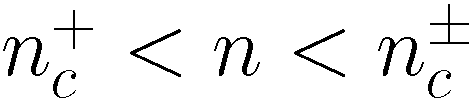 $n_c^+ < n < n_c^\pm$